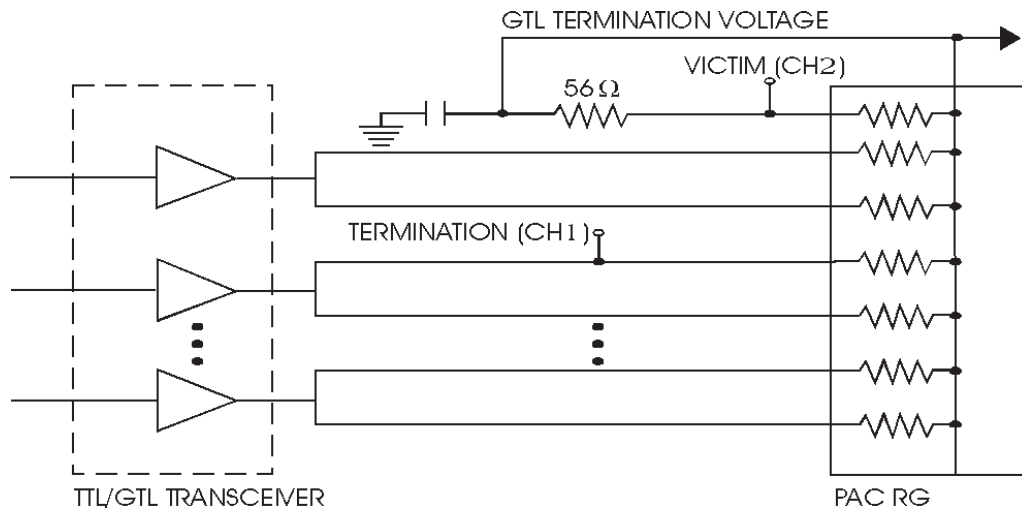 GTL TERMINATION VOLTAGE
VICTIM (CH2)
56 Ω
TERMINATION (CH1)
TTL/GTL TRANSCEIVER
PAC RG